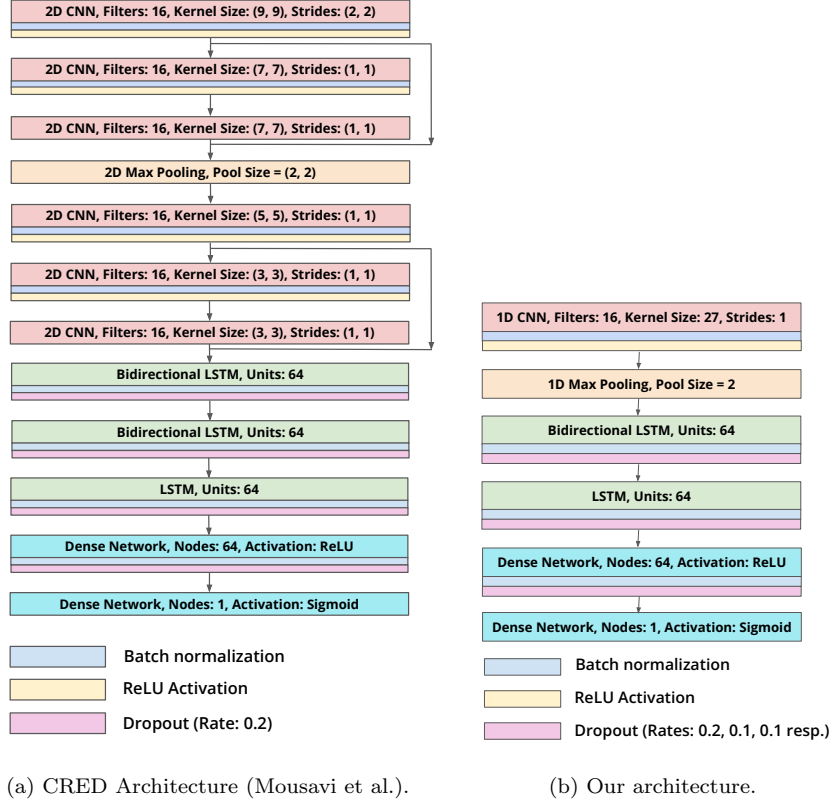 2D CNN, Filters: 16, Kernel Size: (9, 9), Strides: (2, 2)
2D CNN, Filters: 16, Kernel Size: (7, 7), Strides: (1, 1)
2D CNN, Filters: 16, Kernel Size: (7, 7), Strides: (1, 1)
2D Max Pooling, Pool Size = (2, 2)
2D CNN, Filters: 16, Kernel Size: (5, 5), Strides: (1, 1)
2D CNN, Filters: 16, Kernel Size: (3, 3), Strides: (1, 1)
2D CNN, Filters: 16, Kernel Size: (3, 3), Strides: (1, 1)
Bidirectional LSTM, Units: 64
Bidirectional LSTM, Units: 64
LSTM, Units: 64
Dense Network, Nodes: 64, Activation: ReLU
Dense Network, Nodes: 1, Activation: Sigmoid
Batch normalization
ReLU Activation
Dropout (Rate: 0.2)
(a) CRED Architecture (Mousavi et al.).
1D CNN, Filters: 16, Kernel Size: 27, Strides: 1
1D Max Pooling, Pool Size = 2
Bidirectional LSTM, Units: 64
LSTM, Units: 64
Dense Network, Nodes: 64, Activation: ReLU
Dense Network, Nodes: 1, Activation: Sigmoid
Batch normalization
ReLU Activation
Dropout (Rates: 0.2, 0.1, 0.1 resp.)
(b) Our architecture.